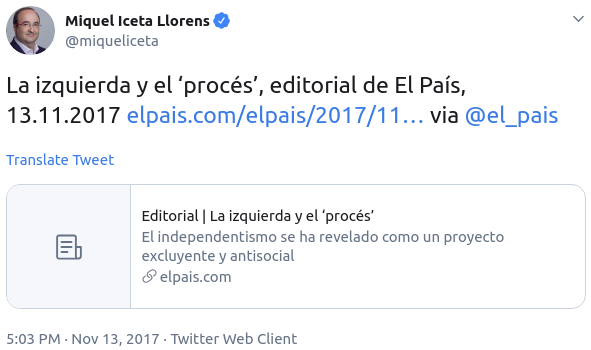 Miquel Iceta Llorens
@miqueliceta
La izquierda y el ‘procés’, editorial de El País,
13.11.2017 elpais.com/elpais/2017/11… via @el_pais
Translate Tweet
Editorial | La izquierda y el ‘procés’
El independentismo se ha revelado como un proyecto
excluyente y antisocial
elpais.com
5:03 PM · Nov 13, 2017 · Twitter Web Client